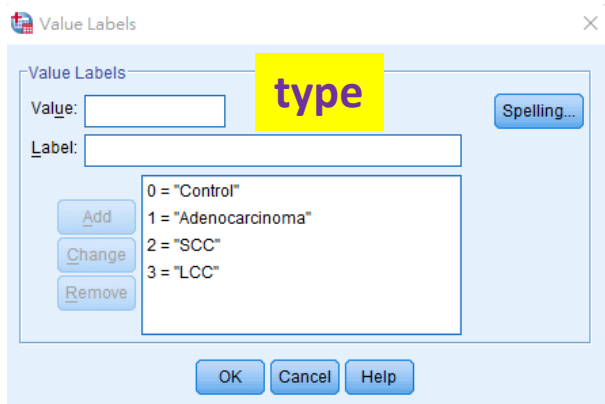 Value Labels
Value Labels
type
Value:
Spelling...
Label:
0 = "Control"
1 = "Adenocarcinoma"
2 = "SCC"
3 = "LCC"
Add
Change
Remove
OK Cancel Help